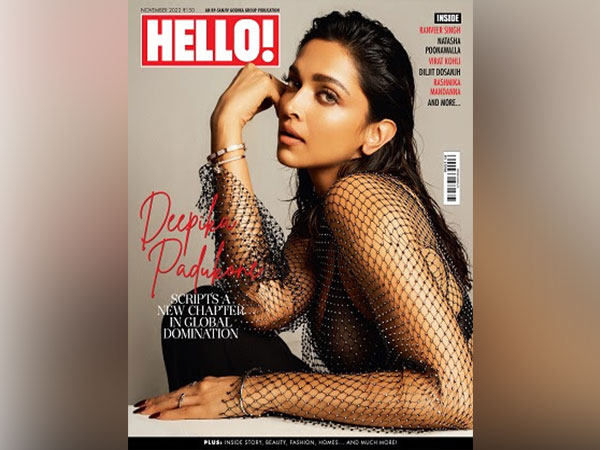 NOVEMBER 2022 ₹150
AN RP-SANJIV GOENKA GROUP PUBLICATION
HELLO!
INSIDE
RANVEER SINGH
NATASHA
POONAWALLA
VIRAT KOHLI
DILJIT DOSANJH
RASHMIKA
MANDANNA
AND MORE...
Deepika
Padukone
SCRIPTS A
NEW CHAPTER
IN GLOBAL
DOMINATION
PLUS: INSIDE STORY, BEAUTY, FASHION, HOMES... AND MUCH MORE!